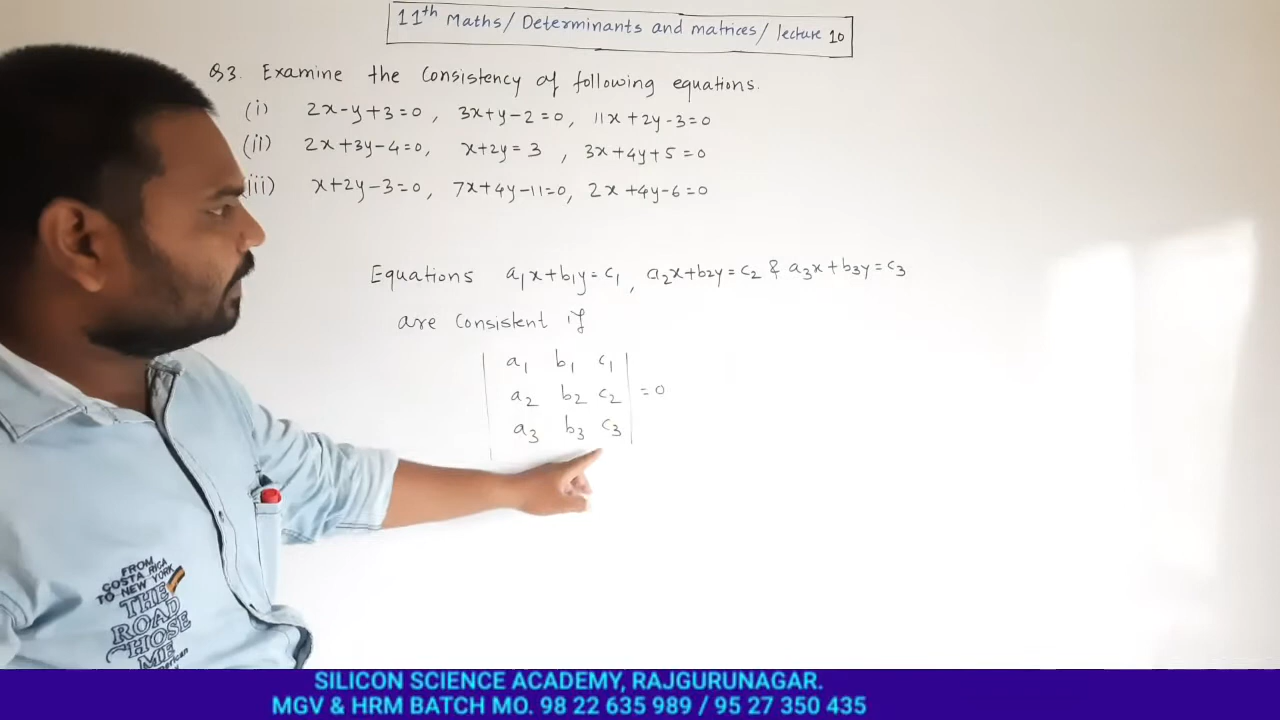 11th Maths/ Determinants and matrices/ lecture 10
Q3. Examine the Consistency of following equations.
(i) 2x-y+3=0, 3x+y-2=0, 11x+2y-3=0
(ii) 2x+3y-4=0, x+2y=3, 3x+4y+5=0
iii) x+2y-3=0, 7x+4y-11=0, 2x+4y-6=0
Equations a₁x+b₁y=c₁, a₂x+b₂y=c₂ & a₃x+b₃y=c₃
are consistent if
| a₁ b₁ c₁ |
| a₂ b₂ c₂ | =0
| a₃ b₃ c₃ |
FROM
COSTA RICA
TO NEW YORK
THE
ROAD
CHOSE
ME
SILICON SCIENCE ACADEMY, RAJGURUNAGAR.
MGV & HRM BATCH MO. 98 22 635 989 / 95 27 350 435